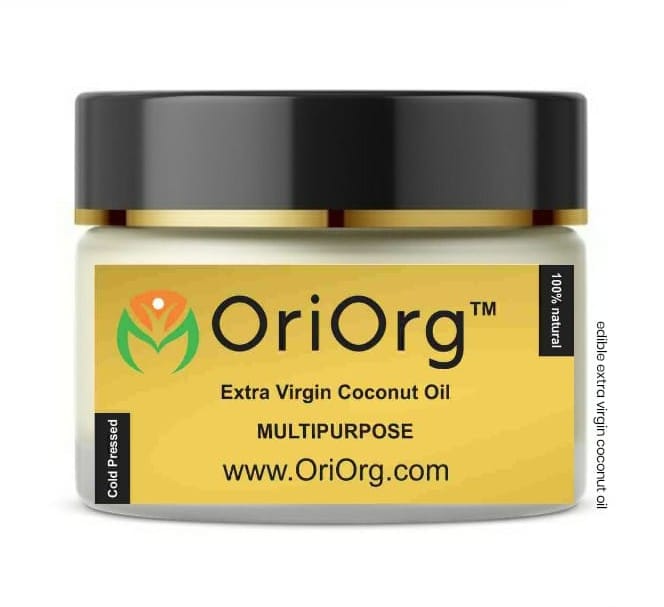 OriOrg™
100% natural
Extra Virgin Coconut Oil
MULTIPURPOSE
www.OriOrg.com
Cold Pressed
edible extra virgin coconut oil